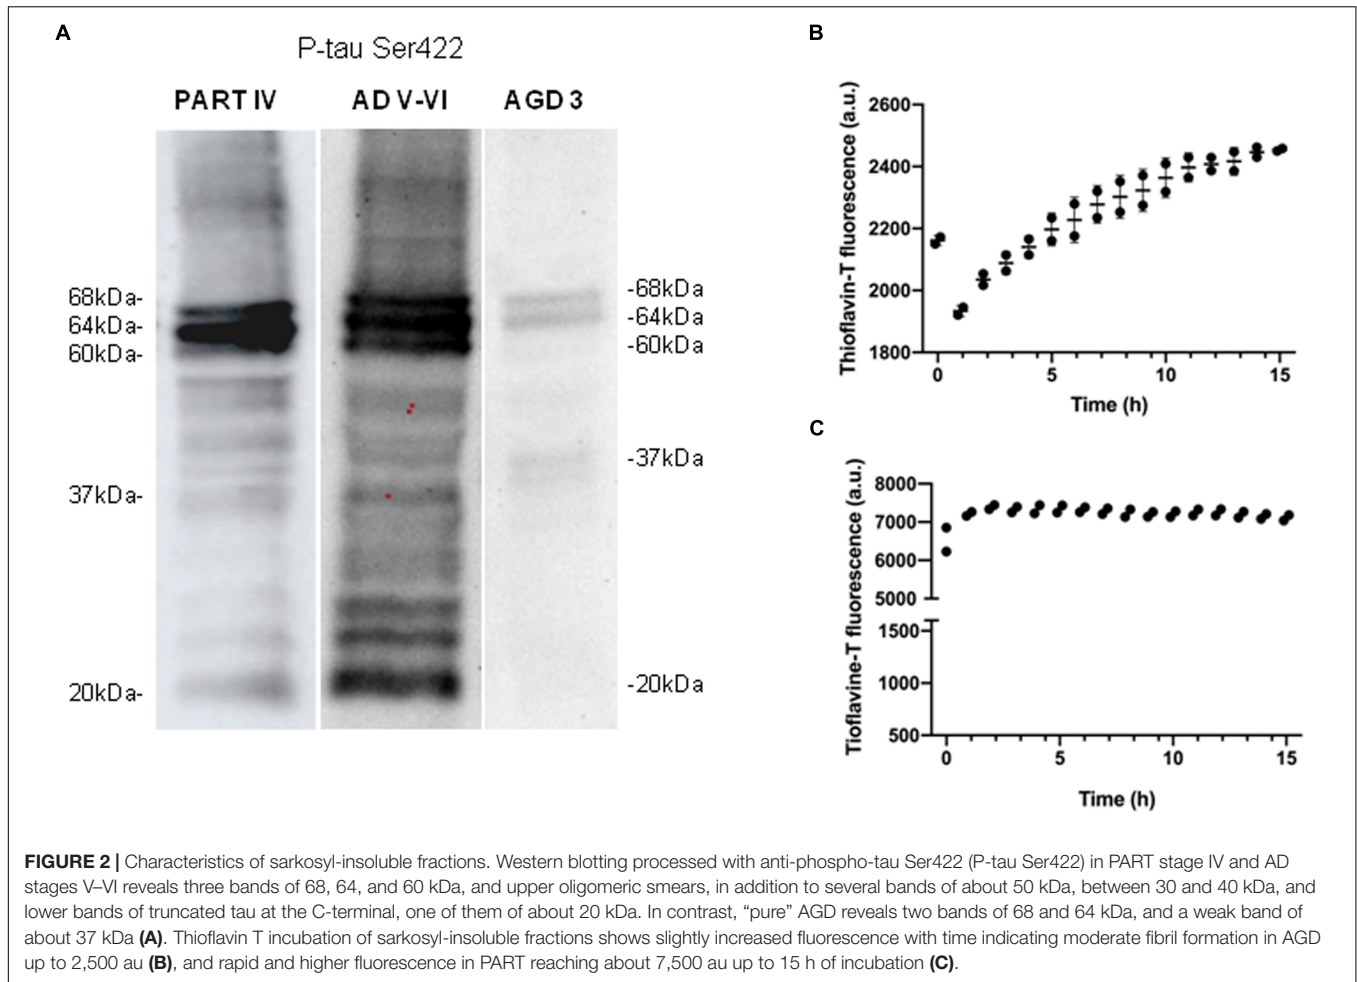 A
P-tau Ser422
PART IV
AD V-VI
AGD 3
68kDa-
64kDa-
60kDa-
37kDa-
20kDa-
-68kDa
-64kDa
-60kDa
-37kDa
-20kDa
B
Thioflavin-T fluorescence (a.u.)
2600
2400
2200
2000
1800
0 5 10 15
Time (h)
C
Tioflavine-T fluorescence (a.u.)
8000
7000
6000
5000
1500
1000
500
0 5 10 15
Time (h)
FIGURE 2 | Characteristics of sarkosyl-insoluble fractions. Western blotting processed with anti-phospho-tau Ser422 (P-tau Ser422) in PART stage IV and AD
stages V–VI reveals three bands of 68, 64, and 60 kDa, and upper oligomeric smears, in addition to several bands of about 50 kDa, between 30 and 40 kDa, and
lower bands of truncated tau at the C-terminal, one of them of about 20 kDa. In contrast, “pure” AGD reveals two bands of 68 and 64 kDa, and a weak band of
about 37 kDa (A). Thioflavin T incubation of sarkosyl-insoluble fractions shows slightly increased fluorescence with time indicating moderate fibril formation in AGD
up to 2,500 au (B), and rapid and higher fluorescence in PART reaching about 7,500 au up to 15 h of incubation (C).